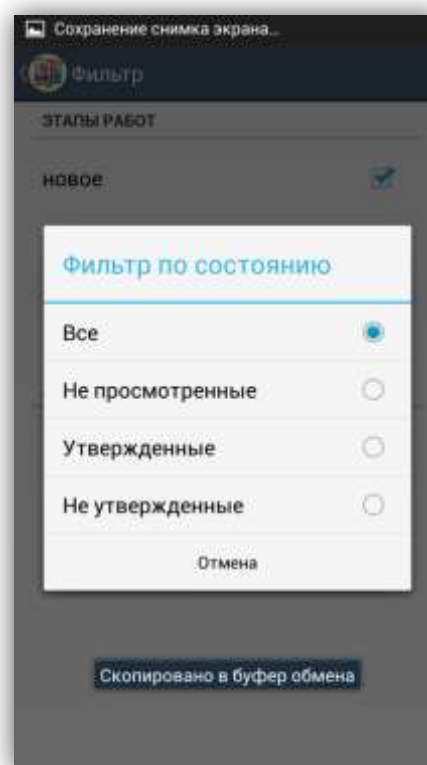 Сохранение снимка экрана...
Фильтр
ЭТАПЫ РАБОТ
новое
Фильтр по состоянию
Все
Не просмотренные
Утвержденные
Не утвержденные
Отмена
Скопировано в буфер обмена